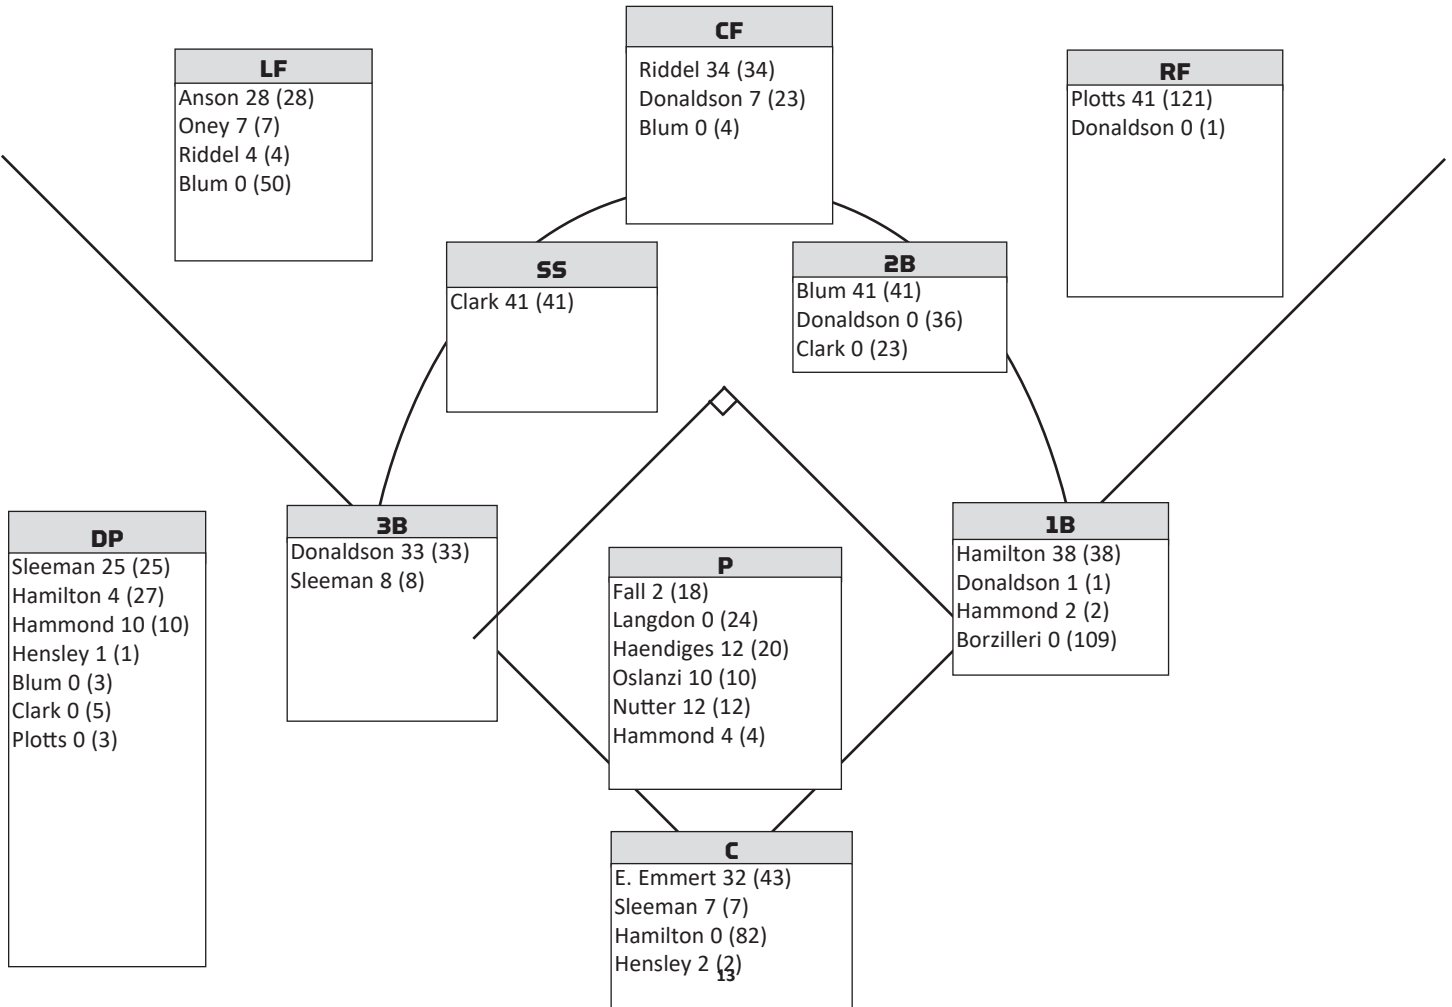 CF
Riddel 34 (34)
Donaldson 7 (23)
Blum 0 (4)
LF
Anson 28 (28)
Oney 7 (7)
Riddel 4 (4)
Blum 0 (50)
RF
Plotts 41 (121)
Donaldson 0 (1)
SS
Clark 41 (41)
2B
Blum 41 (41)
Donaldson 0 (36)
Clark 0 (23)
DP
Sleeman 25 (25)
Hamilton 4 (27)
Hammond 10 (10)
Hensley 1 (1)
Blum 0 (3)
Clark 0 (5)
Plotts 0 (3)
3B
Donaldson 33 (33)
Sleeman 8 (8)
P
Fall 2 (18)
Langdon 0 (24)
Haendiges 12 (20)
Oslanzi 10 (10)
Nutter 12 (12)
Hammond 4 (4)
1B
Hamilton 38 (38)
Donaldson 1 (1)
Hammond 2 (2)
Borzilleri 0 (109)
C
E. Emmert 32 (43)
Sleeman 7 (7)
Hamilton 0 (82)
Hensley 2 (2)
13